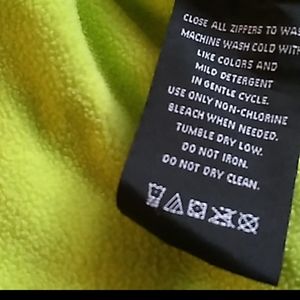 CLOSE ALL ZIPPERS TO WAS
MACHINE WASH COLD WITH
LIKE COLORS AND
MILD DETERGENT
IN GENTLE CYCLE.
USE ONLY NON-CHLORINE
BLEACH WHEN NEEDED.
TUMBLE DRY LOW.
DO NOT IRON.
DO NOT DRY CLEAN.